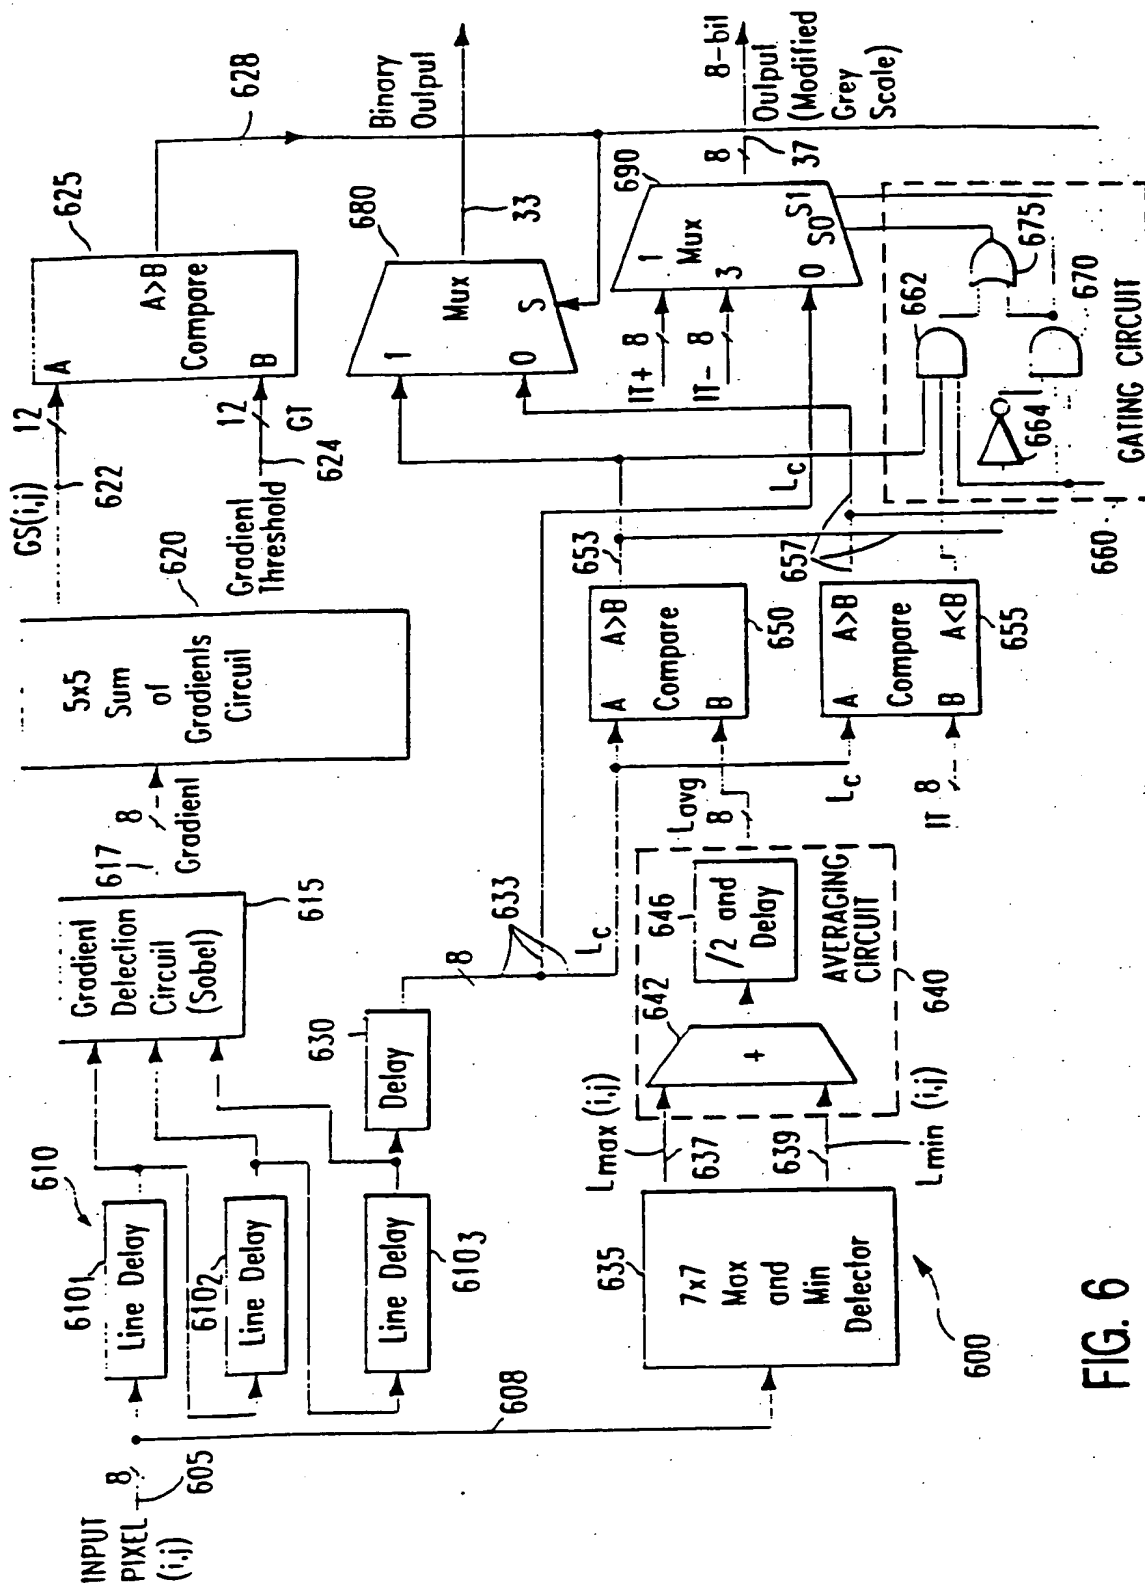 INPUT
PIXEL
(i,j)
8
605
608
610
6101
Line Delay
6102
Line Delay
6103
Line Delay
630
Delay
Gradient
Detection
Circuit
(Sobel)
615
617
8
Gradient
5x5
Sum
of
Gradients
Circuit
620
GS(i,j)
12
622
Gradient
Threshold
12
GT
624
A
B
A>B
Compare
625
628
8
633
LC
635
7x7
Max
and
Min
Detector
600
Lmax (i,j)
637
639
Lmin (i,j)
642
+
646
/2 and
Delay
AVERAGING
CIRCUIT
640
Lavg
8
LC
IT
8
A
B
A>B
Compare
650
653
A
B
A>B
A<B
Compare
655
657
LC
1
0
Mux
S
680
33
Binary
Output
IT+
8
IT-
8
1
Mux
3
0
S0
S1
690
8
37
8-bit
Output
(Modified
Grey
Scale)
662
664
670
675
660
GATING CIRCUIT
FIG. 6